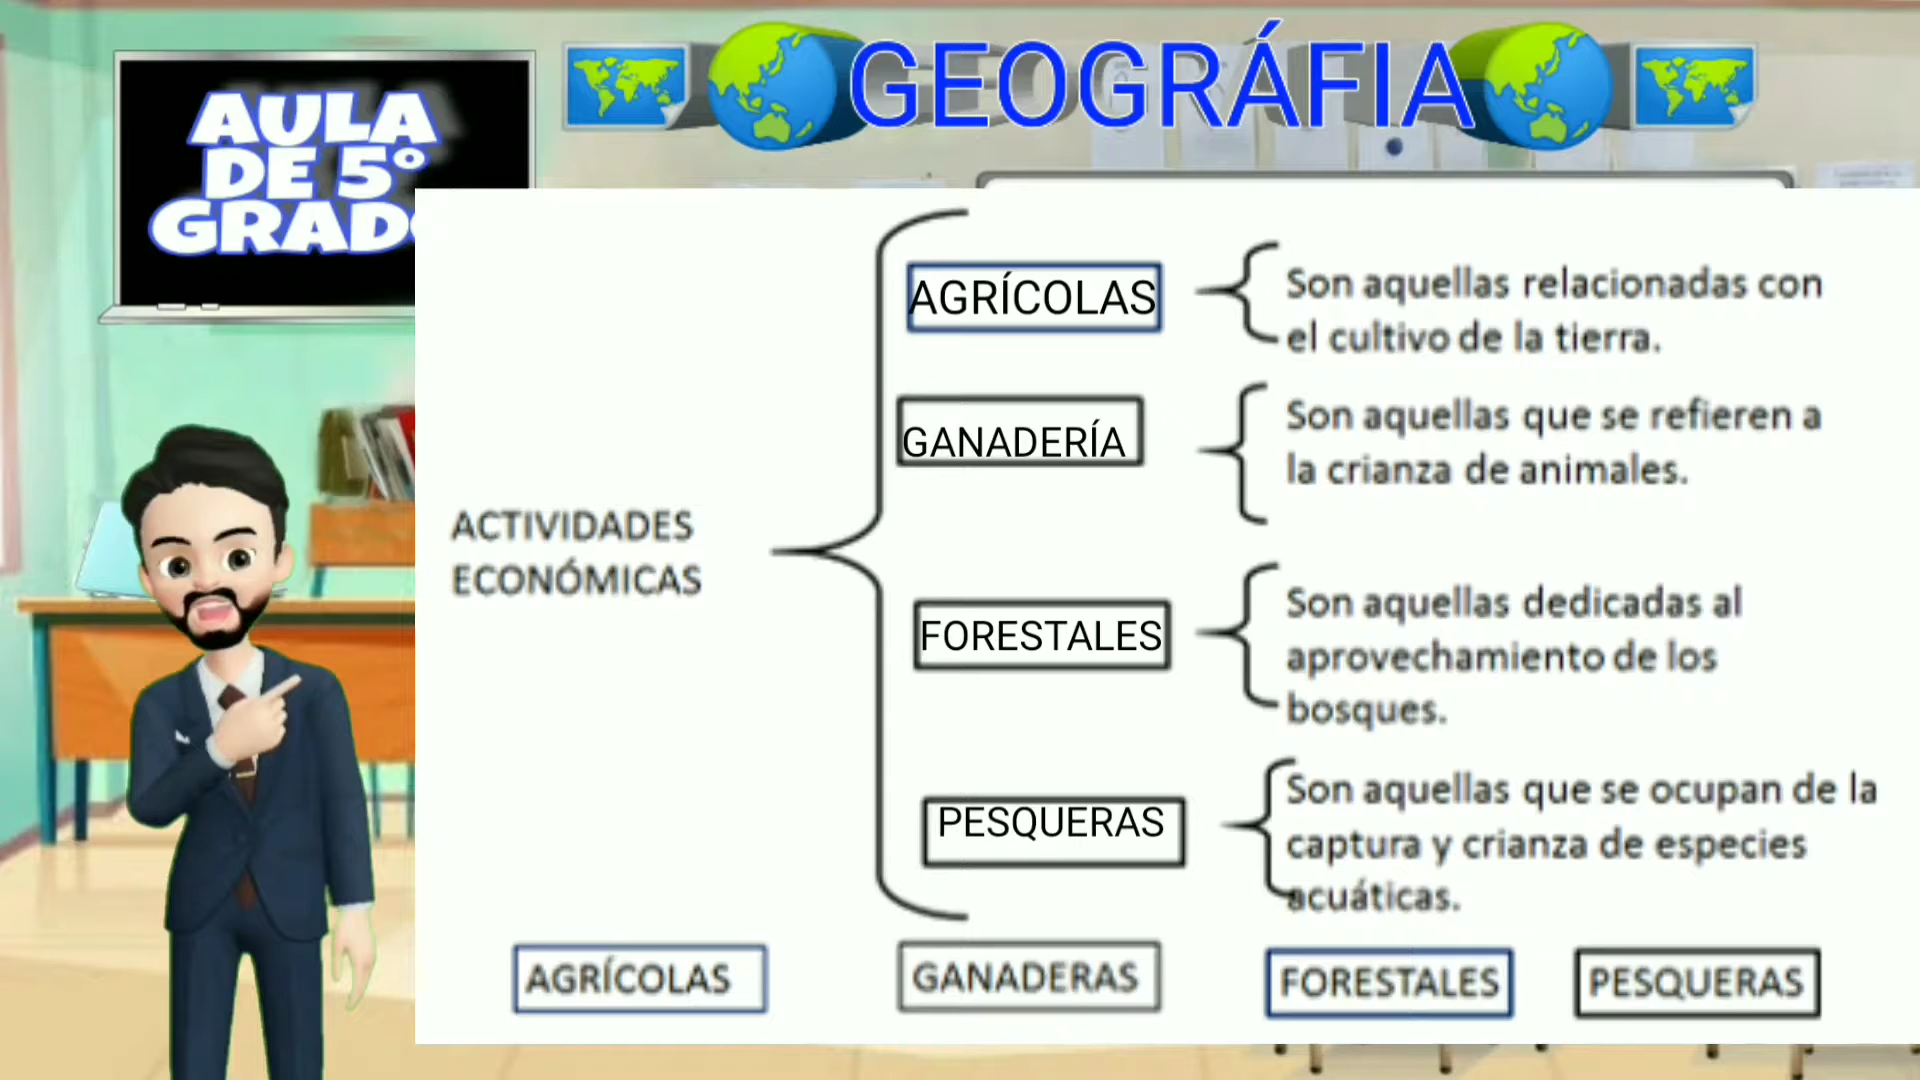 AULA
DE 5º
GRADO
GEOGRÁFIA
ACTIVIDADES
ECONÓMICAS
AGRÍCOLAS
Son aquellas relacionadas con
el cultivo de la tierra.
GANADERÍA
Son aquellas que se refieren a
la crianza de animales.
FORESTALES
Son aquellas dedicadas al
aprovechamiento de los
bosques.
PESQUERAS
Son aquellas que se ocupan de la
captura y crianza de especies
acuáticas.
AGRÍCOLAS
GANADERAS
FORESTALES
PESQUERAS